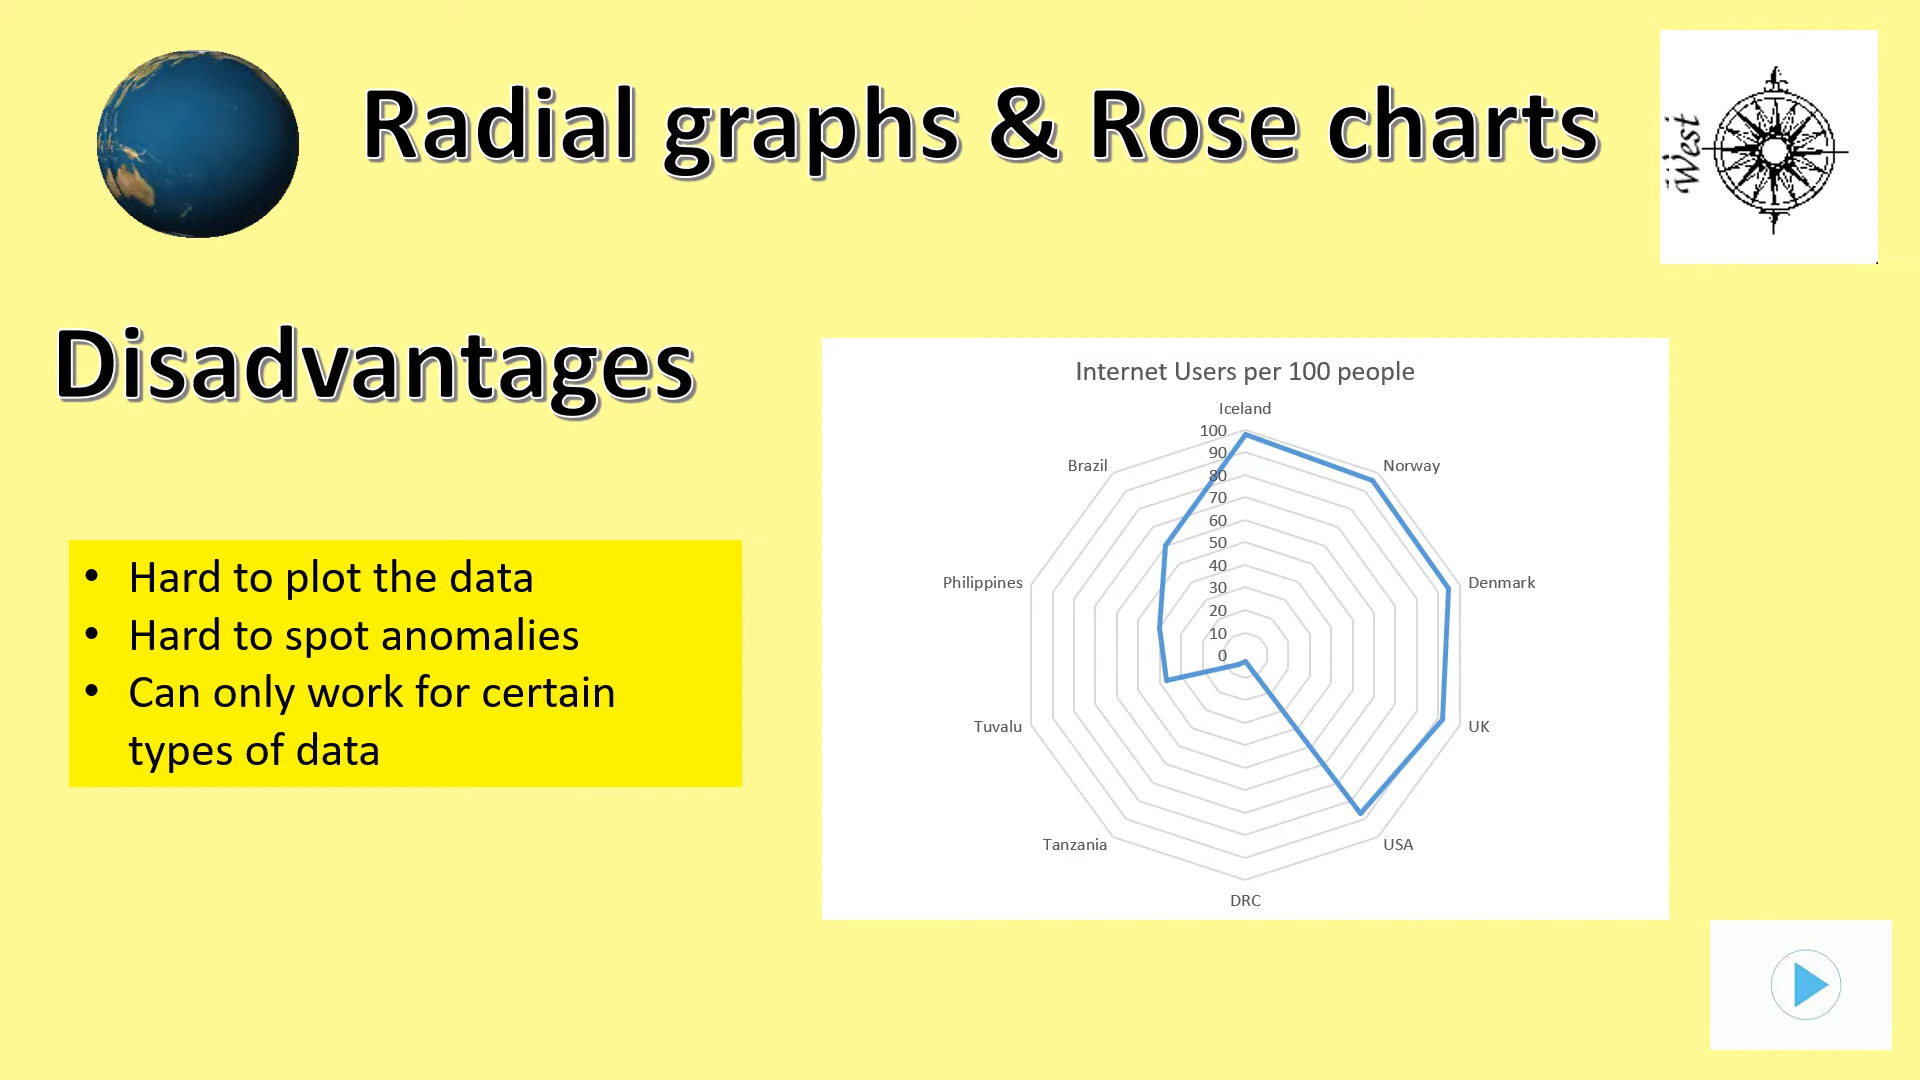 Radial graphs & Rose charts
West
Disadvantages
• Hard to plot the data
• Hard to spot anomalies
• Can only work for certain
types of data
Internet Users per 100 people
Iceland
Norway
Denmark
UK
USA
DRC
Tanzania
Tuvalu
Philippines
Brazil
100
90
80
70
60
50
40
30
20
10
0